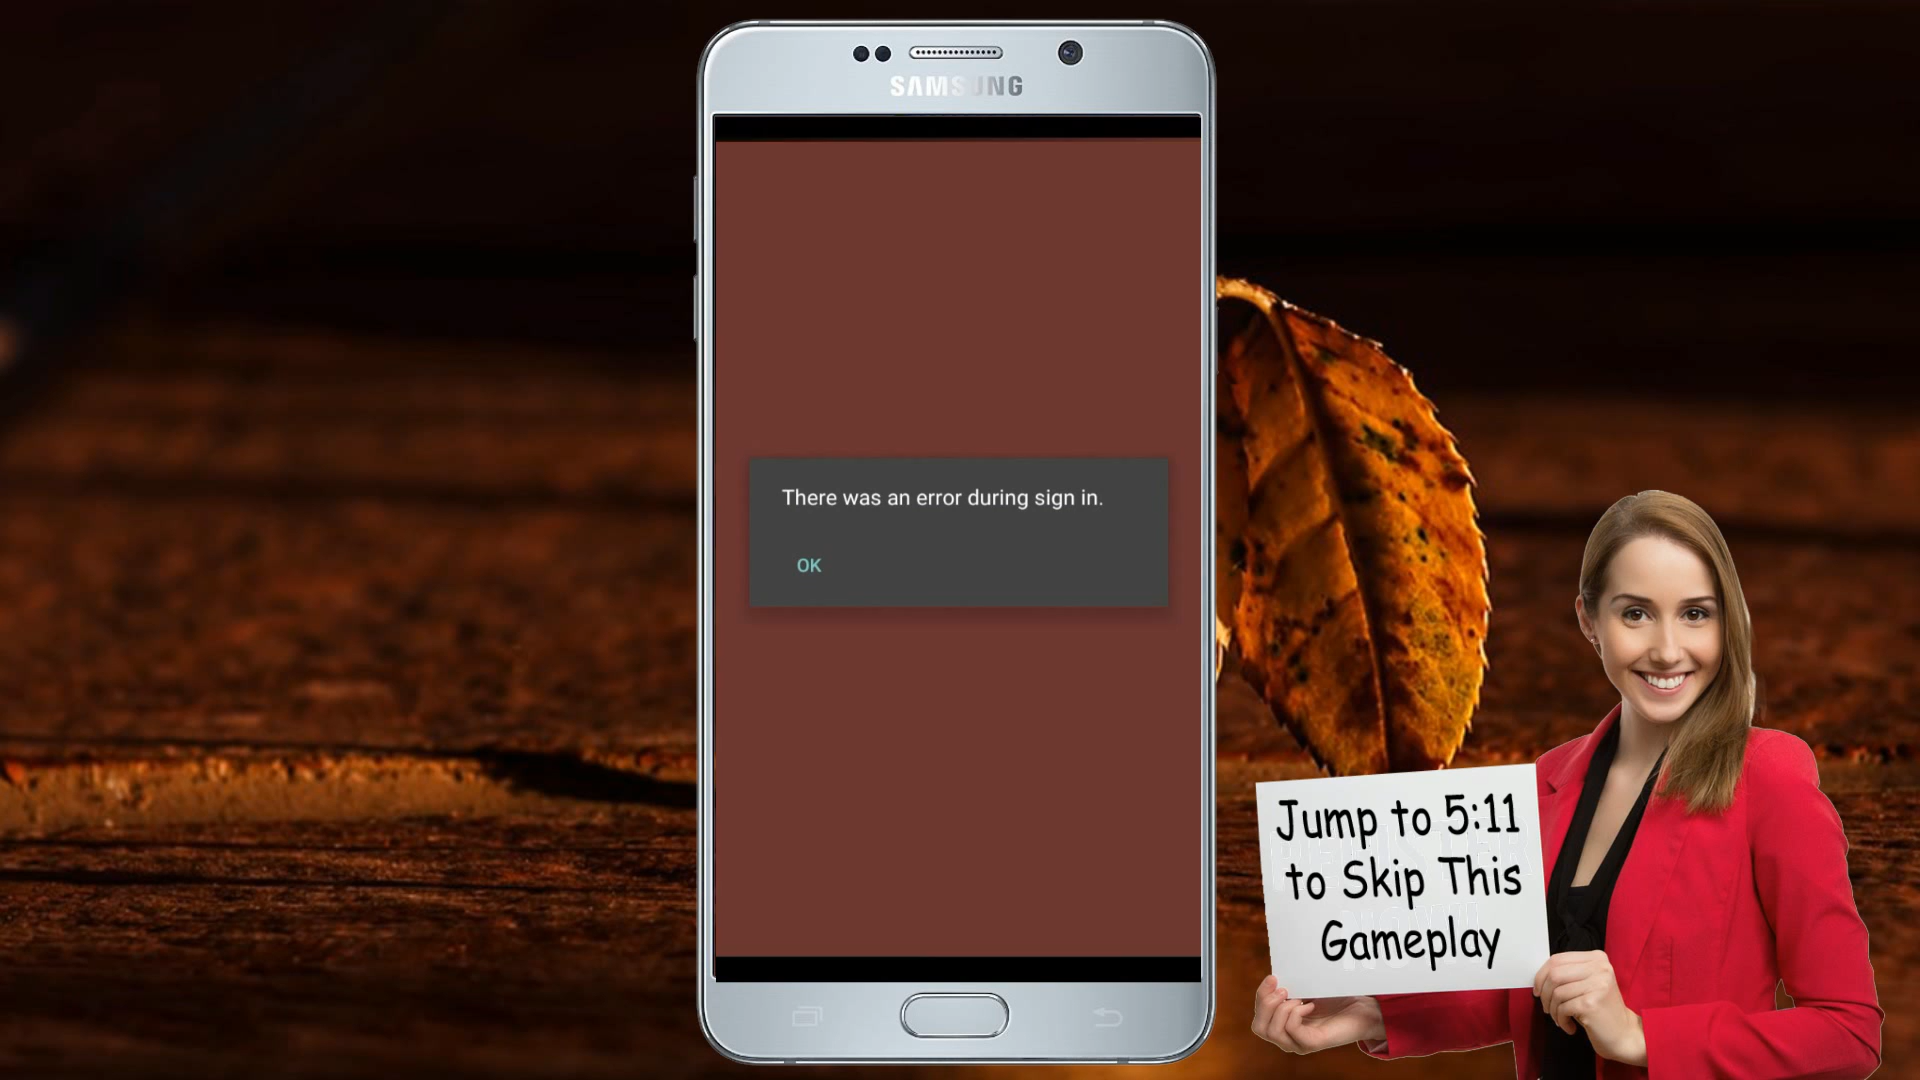 SAMSUNG
There was an error during sign in.
OK
Jump to 5:11
to Skip This
Gameplay